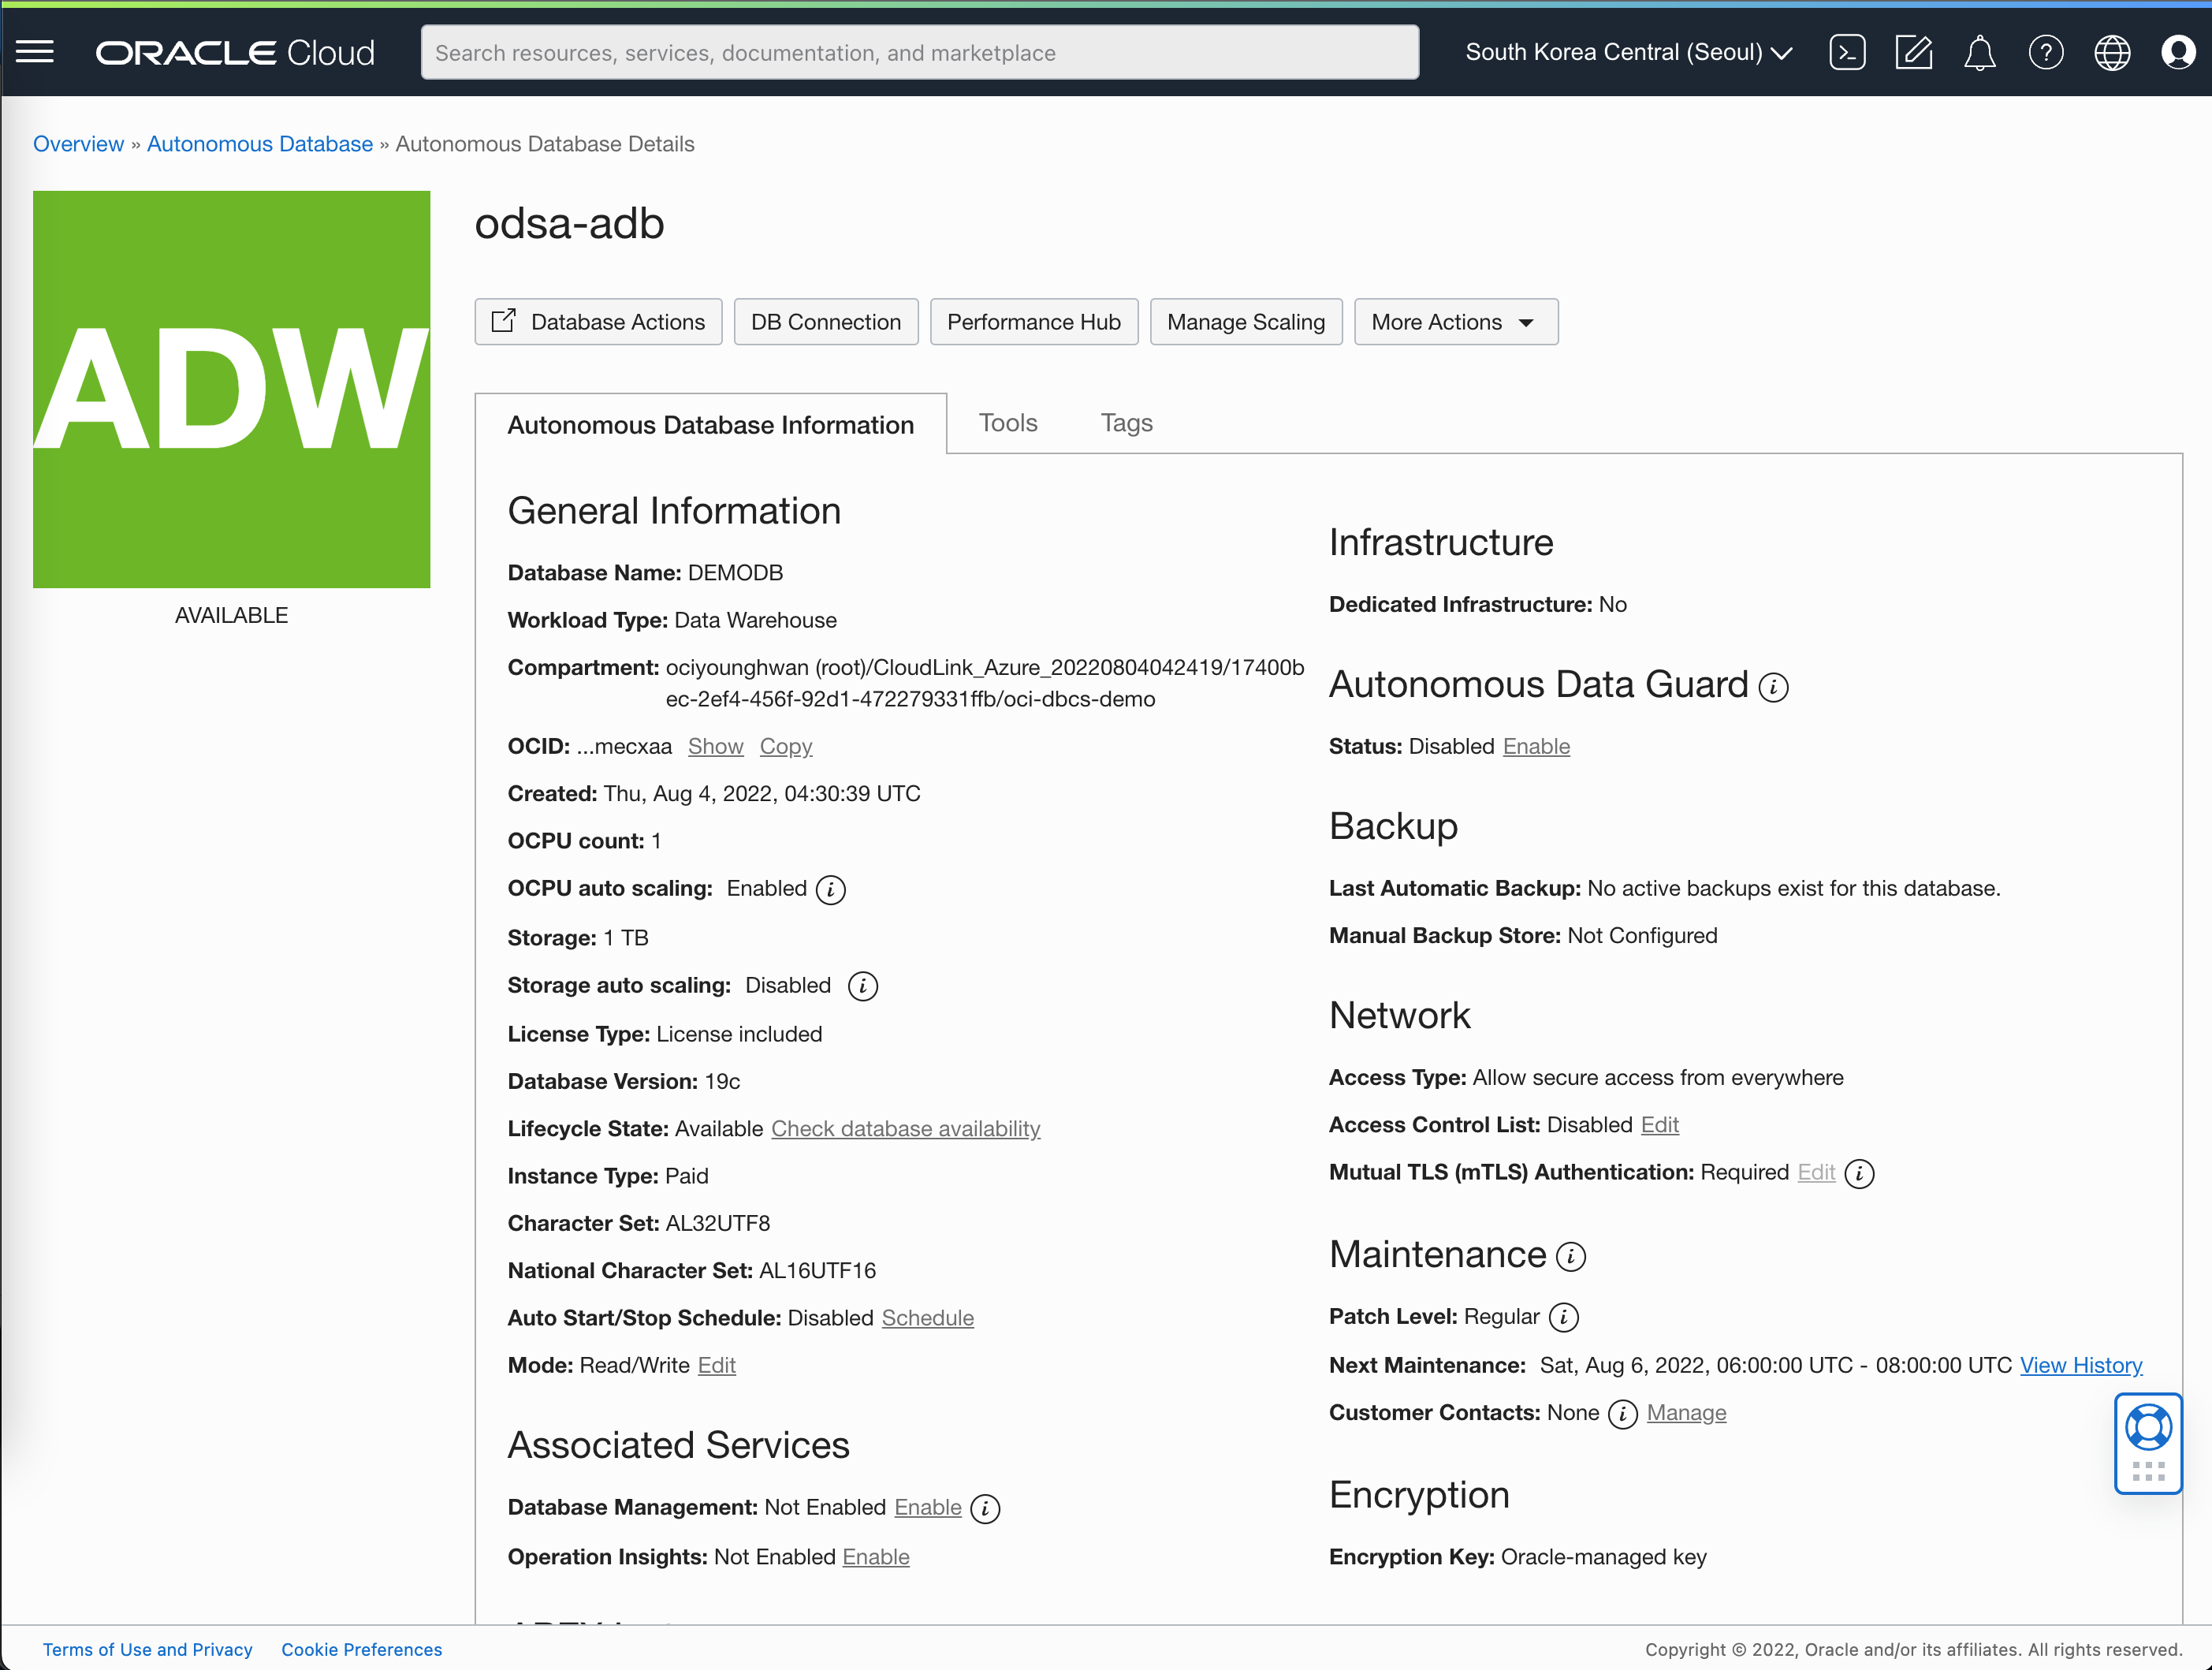 ORACLE Cloud
Search resources, services, documentation, and marketplace
South Korea Central (Seoul)
Overview » Autonomous Database » Autonomous Database Details
ADW
AVAILABLE
odsa-adb
Database Actions
DB Connection
Performance Hub
Manage Scaling
More Actions
Autonomous Database Information
Tools
Tags
General Information
Database Name: DEMODB
Workload Type: Data Warehouse
Compartment: ociyounghwan (root)/CloudLink_Azure_20220804042419/17400b
ec-2ef4-456f-92d1-472279331ffb/oci-dbcs-demo
OCID: ...mecxaa Show Copy
Created: Thu, Aug 4, 2022, 04:30:39 UTC
OCPU count: 1
OCPU auto scaling: Enabled i
Storage: 1 TB
Storage auto scaling: Disabled i
License Type: License included
Database Version: 19c
Lifecycle State: Available Check database availability
Instance Type: Paid
Character Set: AL32UTF8
National Character Set: AL16UTF16
Auto Start/Stop Schedule: Disabled Schedule
Mode: Read/Write Edit
Associated Services
Database Management: Not Enabled Enable i
Operation Insights: Not Enabled Enable
Infrastructure
Dedicated Infrastructure: No
Autonomous Data Guard i
Status: Disabled Enable
Backup
Last Automatic Backup: No active backups exist for this database.
Manual Backup Store: Not Configured
Network
Access Type: Allow secure access from everywhere
Access Control List: Disabled Edit
Mutual TLS (mTLS) Authentication: Required Edit i
Maintenance i
Patch Level: Regular i
Next Maintenance: Sat, Aug 6, 2022, 06:00:00 UTC - 08:00:00 UTC View History
Customer Contacts: None i Manage
Encryption
Encryption Key: Oracle-managed key
Terms of Use and Privacy
Cookie Preferences
Copyright © 2022, Oracle and/or its affiliates. All rights reserved.